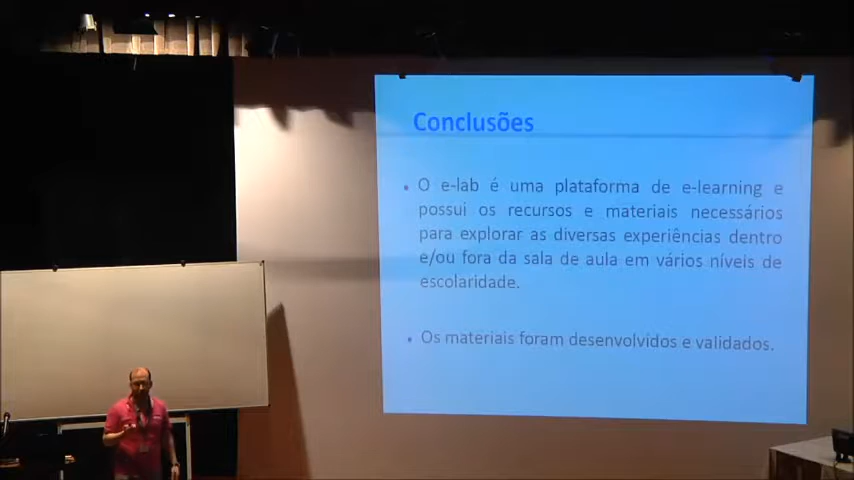 Conclusões
• O e-lab é uma plataforma de e-learning e
possui os recursos e materiais necessários
para explorar as diversas experiências dentro
e/ou fora da sala de aula em vários níveis de
escolaridade.
• Os materiais foram desenvolvidos e validados.